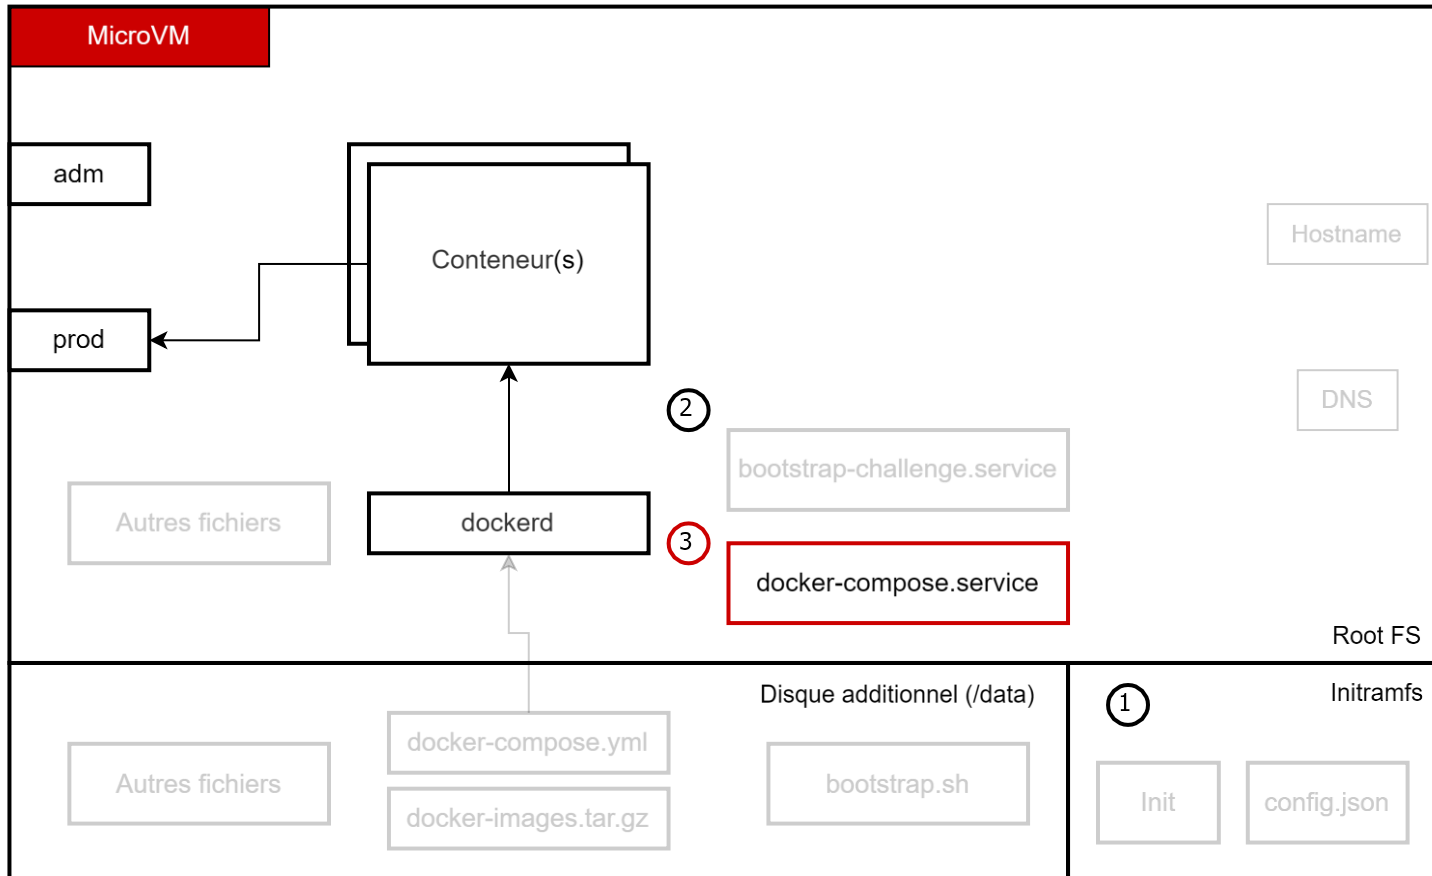 MicroVM
adm
Conteneur(s)
Hostname
prod
DNS
2
bootstrap-challenge.service
Autres fichiers
dockerd
3
docker-compose.service
Root FS
Disque additionnel (/data)
1
Initramfs
Autres fichiers
docker-compose.yml
docker-images.tar.gz
bootstrap.sh
Init
config.json